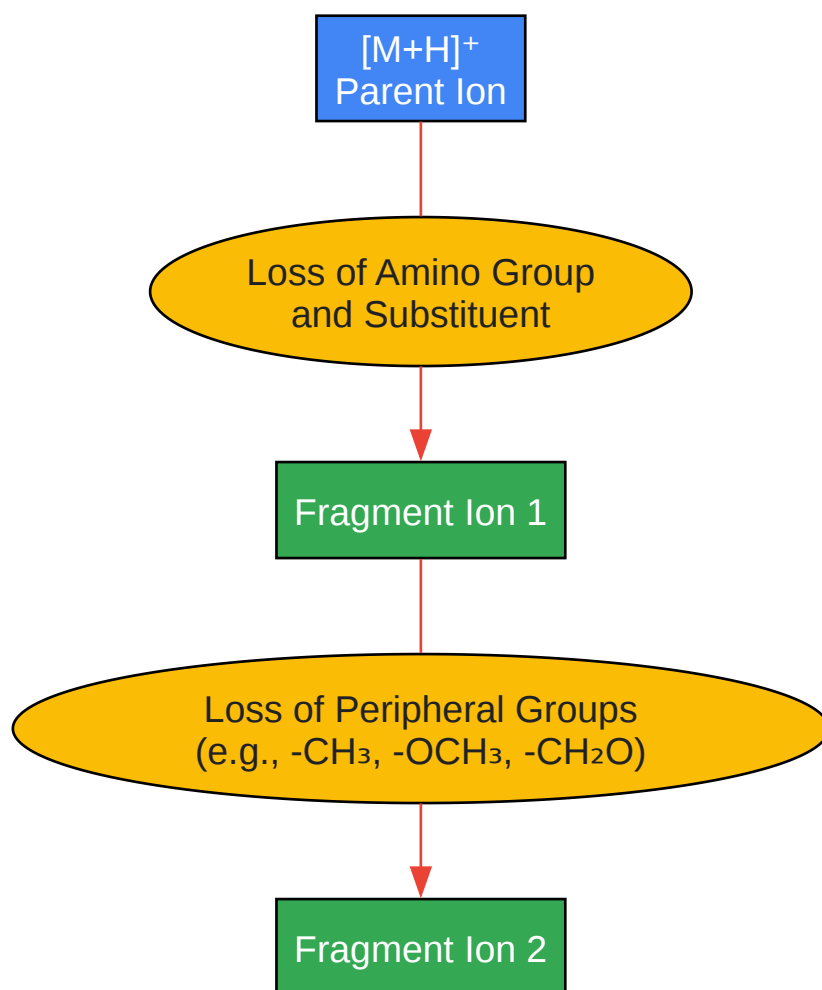 [M+H]⁺
Parent Ion
Loss of Amino Group
and Substituent
Fragment Ion 1
Loss of Peripheral Groups
(e.g., -CH₃, -OCH₃, -CH₂O)
Fragment Ion 2